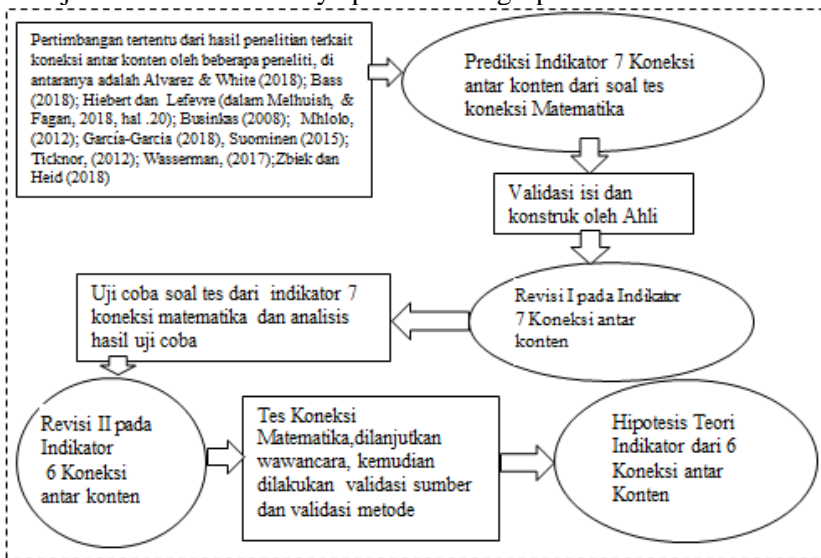 Pertimbangan tertentu dari hasil penelitian terkait
koneksi antar konten oleh beberapa peneliti, di
antaranya adalah Alvarez & White (2018); Bass
(2018); Hiebert dan Lefevre (dalam Melhuish, &
Fagan, 2018, hal .20); Businkas (2008); Mhlolo,
(2012); García-Garcia (2018), Suominen (2015);
Ticknor, (2012); Wasserman, (2017);Zbiek dan
Heid (2018)
Prediksi Indikator 7 Koneksi
antar konten dari soal tes
koneksi Matematika
Validasi isi dan
konstruk oleh Ahli
Revisi I pada Indikator
7 Koneksi antar
konten
Uji coba soal tes dari indikator 7
koneksi matematika dan analisis
hasil uji coba
Revisi II pada
Indikator
6 Koneksi
antar konten
Tes Koneksi
Matematika,dilanjutkan
wawancara, kemudian
dilakukan validasi sumber
dan validasi metode
Hipotesis Teori
Indikator dari 6
Koneksi antar
Konten